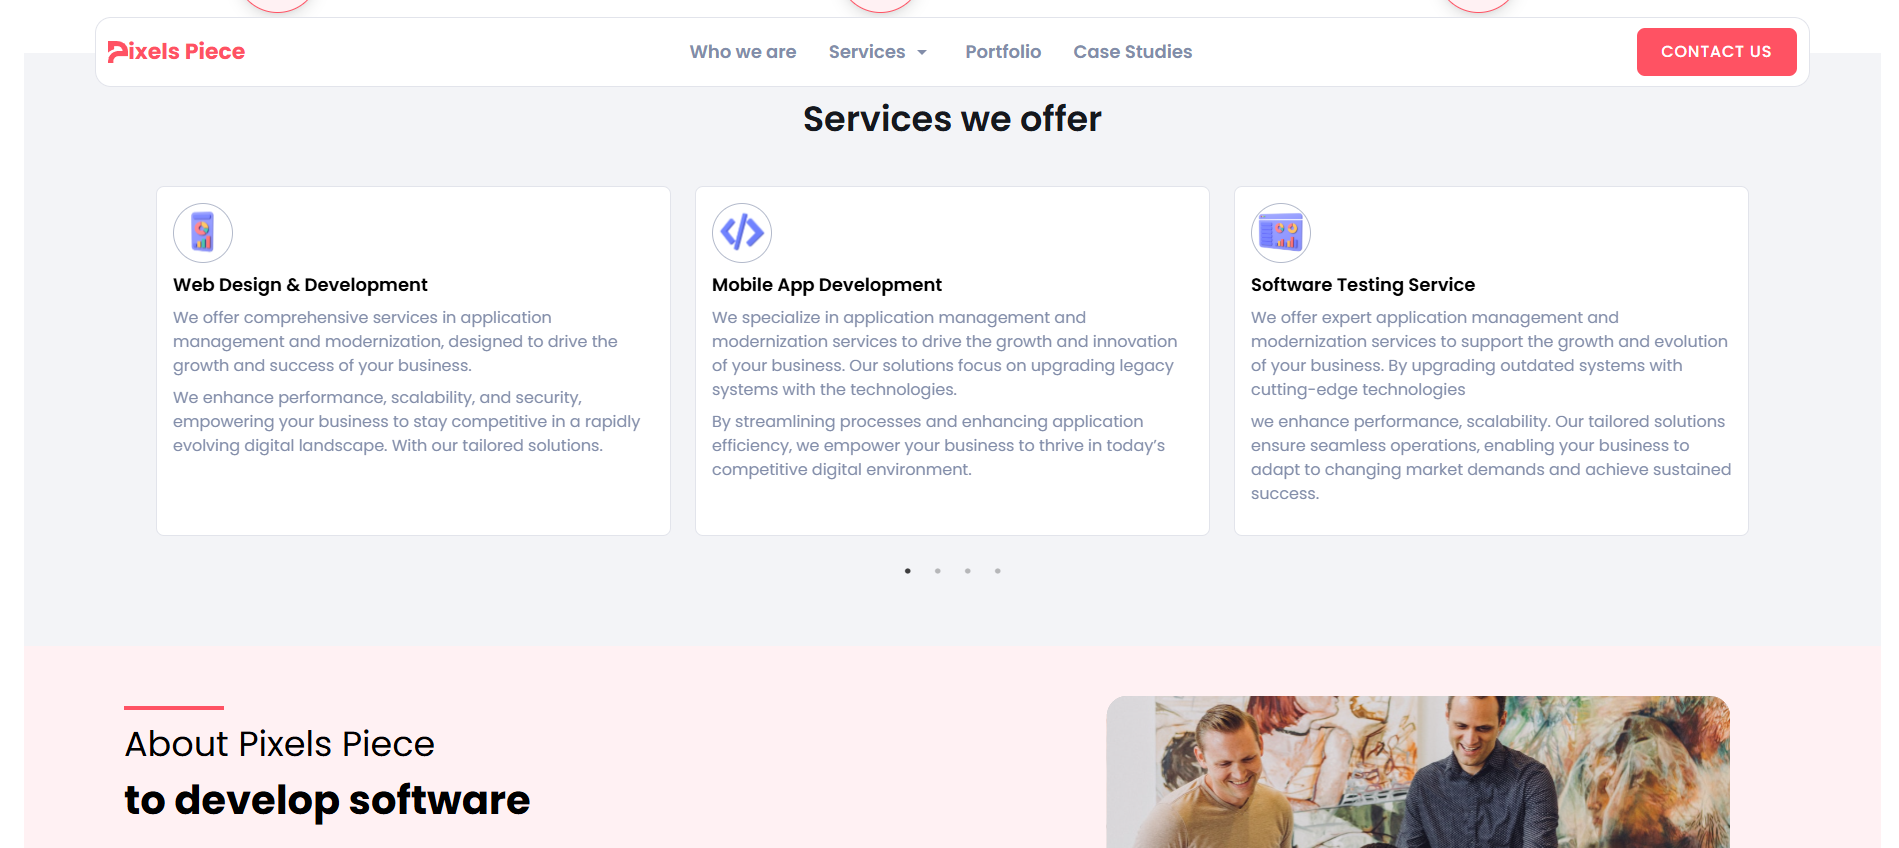 Pixels Piece
Who we are
Services
Portfolio
Case Studies
CONTACT US
Services we offer
Web Design & Development
We offer comprehensive services in application
management and modernization, designed to drive the
growth and success of your business.
We enhance performance, scalability, and security,
empowering your business to stay competitive in a rapidly
evolving digital landscape. With our tailored solutions.
Mobile App Development
We specialize in application management and
modernization services to drive the growth and innovation
of your business. Our solutions focus on upgrading legacy
systems with the technologies.
By streamlining processes and enhancing application
efficiency, we empower your business to thrive in today’s
competitive digital environment.
Software Testing Service
We offer expert application management and
modernization services to support the growth and evolution
of your business. By upgrading outdated systems with
cutting-edge technologies
we enhance performance, scalability. Our tailored solutions
ensure seamless operations, enabling your business to
adapt to changing market demands and achieve sustained
success.
About Pixels Piece
to develop software